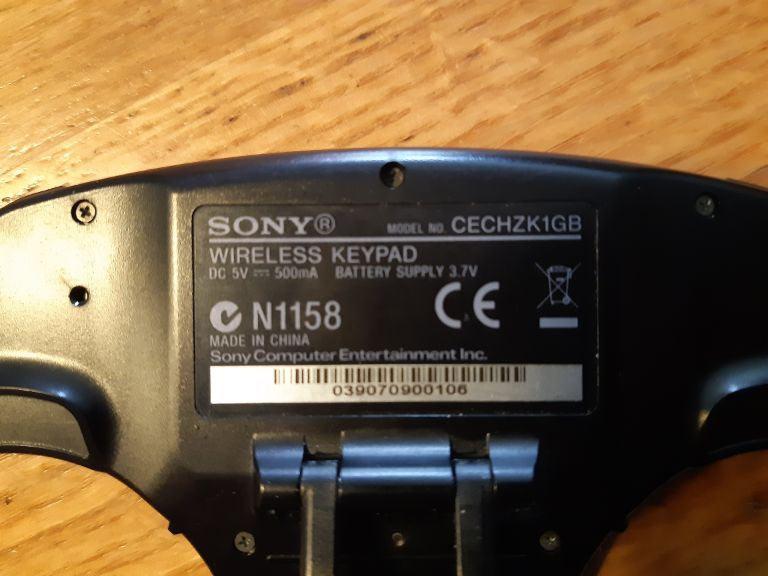 SONY® MODEL NO. CECHZK1GB
WIRELESS KEYPAD
DC 5V ⎓ 500mA BATTERY SUPPLY 3.7V
N1158 CE
MADE IN CHINA
Sony Computer Entertainment Inc.
039070900106